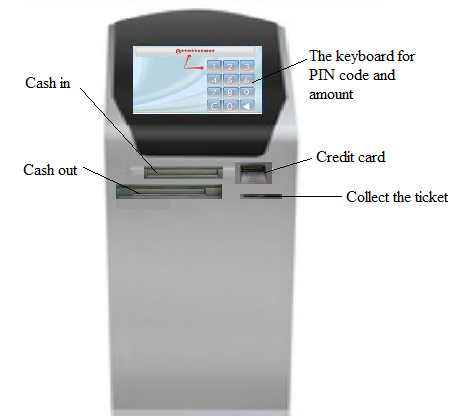 1 2 3
4 5 6
7 8 9
C 0
The keyboard for
PIN code and
amount
Cash in
Credit card
Cash out
Collect the ticket